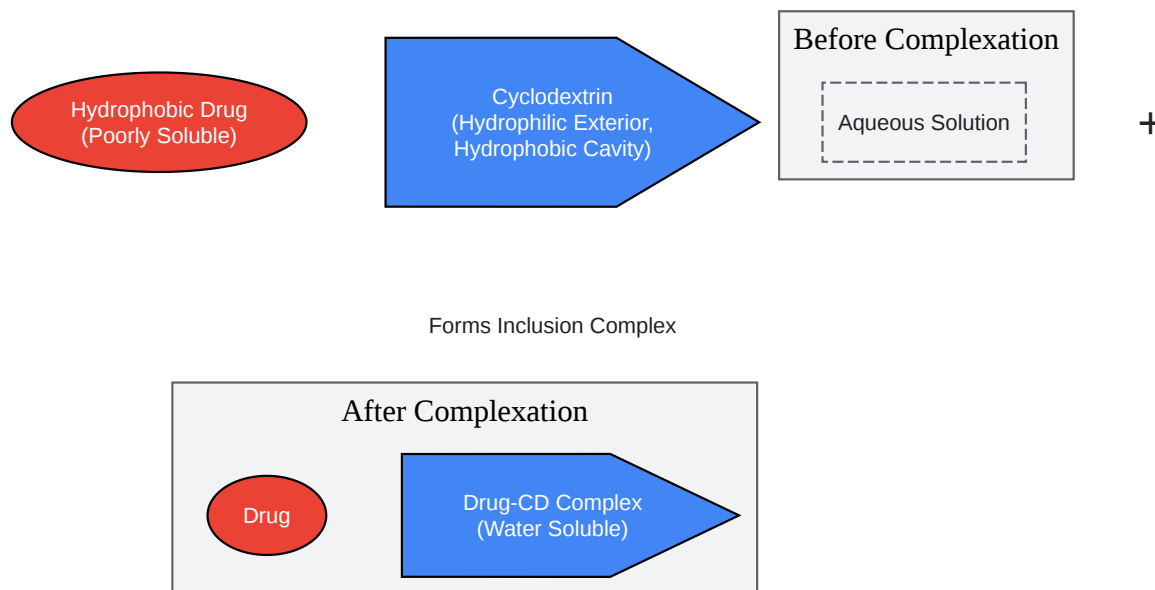 Hydrophobic Drug
(Poorly Soluble)
Cyclodextrin
(Hydrophilic Exterior,
Hydrophobic Cavity)
Before Complexation
Aqueous Solution
+
Forms Inclusion Complex
After Complexation
Drug
Drug-CD Complex
(Water Soluble)